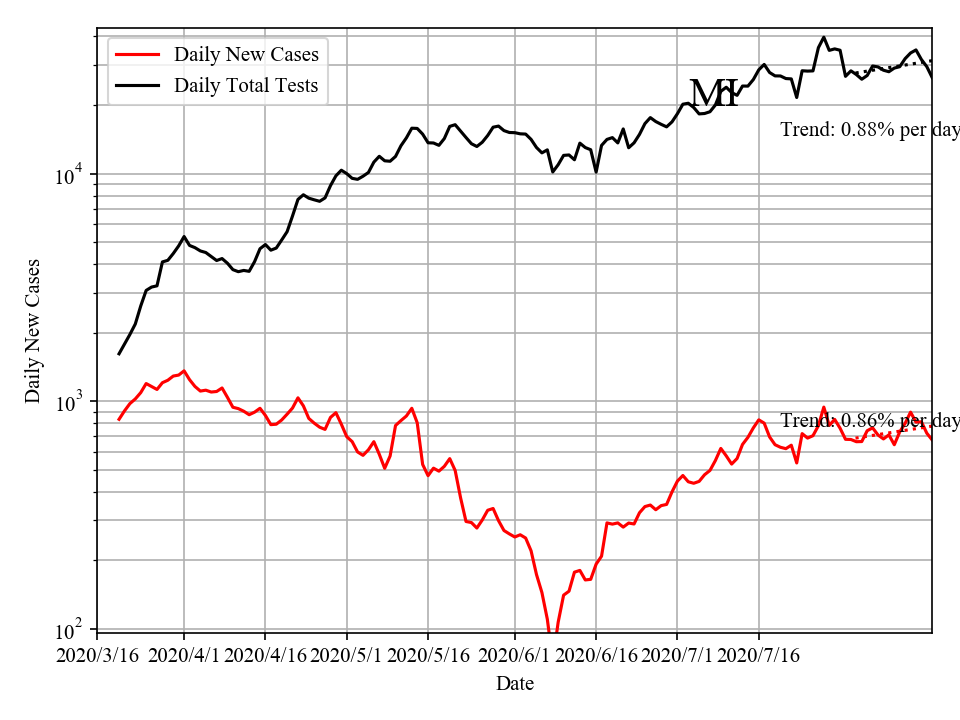 Daily New Cases
Daily Total Tests
MI
Trend: 0.88% per day
Trend: 0.86% per day
Daily New Cases
10^4
10^3
10^2
2020/3/16 2020/4/1 2020/4/16 2020/5/1 2020/5/16 2020/6/1 2020/6/16 2020/7/1 2020/7/16
Date